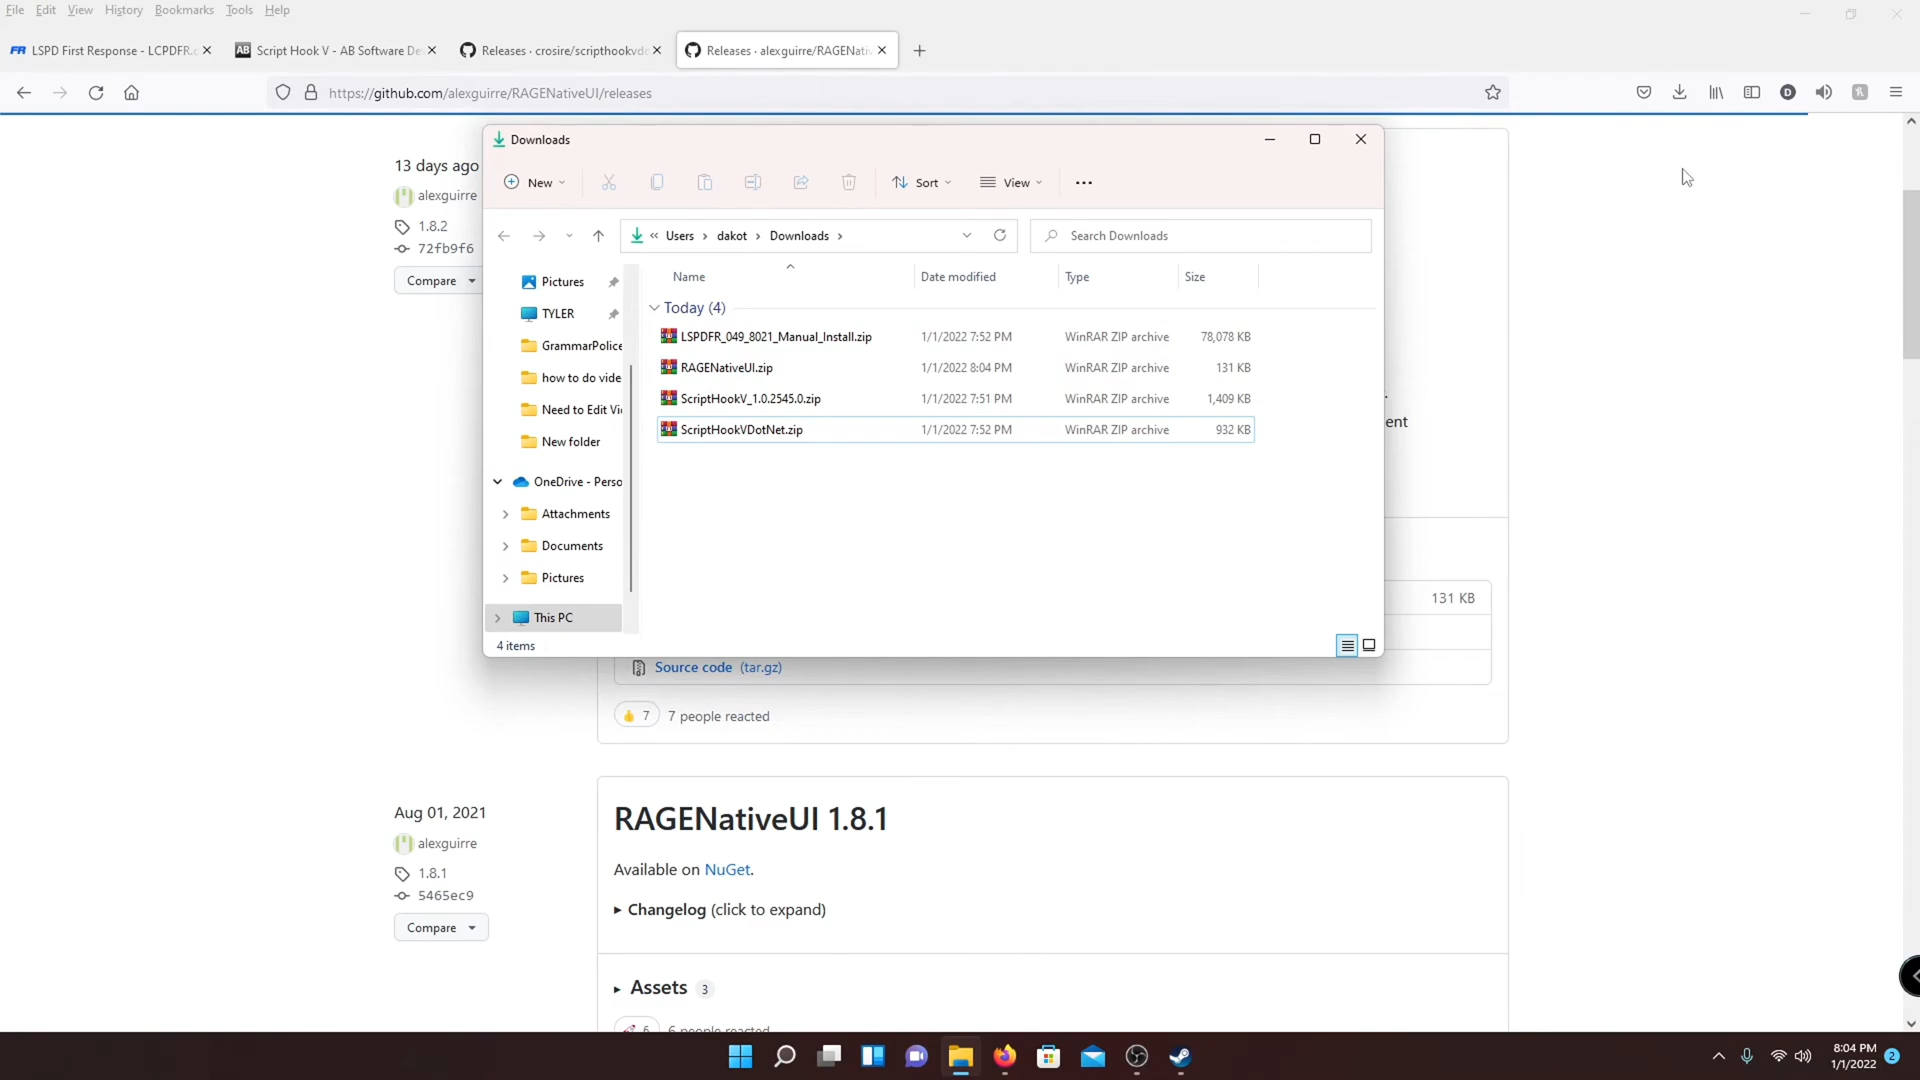 File Edit View History Bookmarks Tools Help
LSPD First Response - LCPDFR.c
Script Hook V - AB Software De
Releases · crosire/scripthookvdo
Releases · alexguirre/RAGENativ
https://github.com/alexguirre/RAGENativeUI/releases
13 days ago
alexguirre
1.8.2
72fb9f6
Compare
Downloads
New
Sort
View
« Users > dakot > Downloads >
Search Downloads
Name Date modified Type Size
Today (4)
LSPDFR_049_8021_Manual_Install.zip 1/1/2022 7:52 PM WinRAR ZIP archive 78,078 KB
RAGENativeUI.zip 1/1/2022 8:04 PM WinRAR ZIP archive 131 KB
ScriptHookV_1.0.2545.0.zip 1/1/2022 7:51 PM WinRAR ZIP archive 1,409 KB
ScriptHookVDotNet.zip 1/1/2022 7:52 PM WinRAR ZIP archive 932 KB
Pictures
TYLER
GrammarPolice
how to do vide
Need to Edit Vi
New folder
OneDrive - Perso
Attachments
Documents
Pictures
This PC
4 items
ent
131 KB
Source code (tar.gz)
7 7 people reacted
Aug 01, 2021
alexguirre
1.8.1
5465ec9
Compare
RAGENativeUI 1.8.1
Available on NuGet.
Changelog (click to expand)
Assets 3
6 6 people reacted
8:04 PM
1/1/2022
2